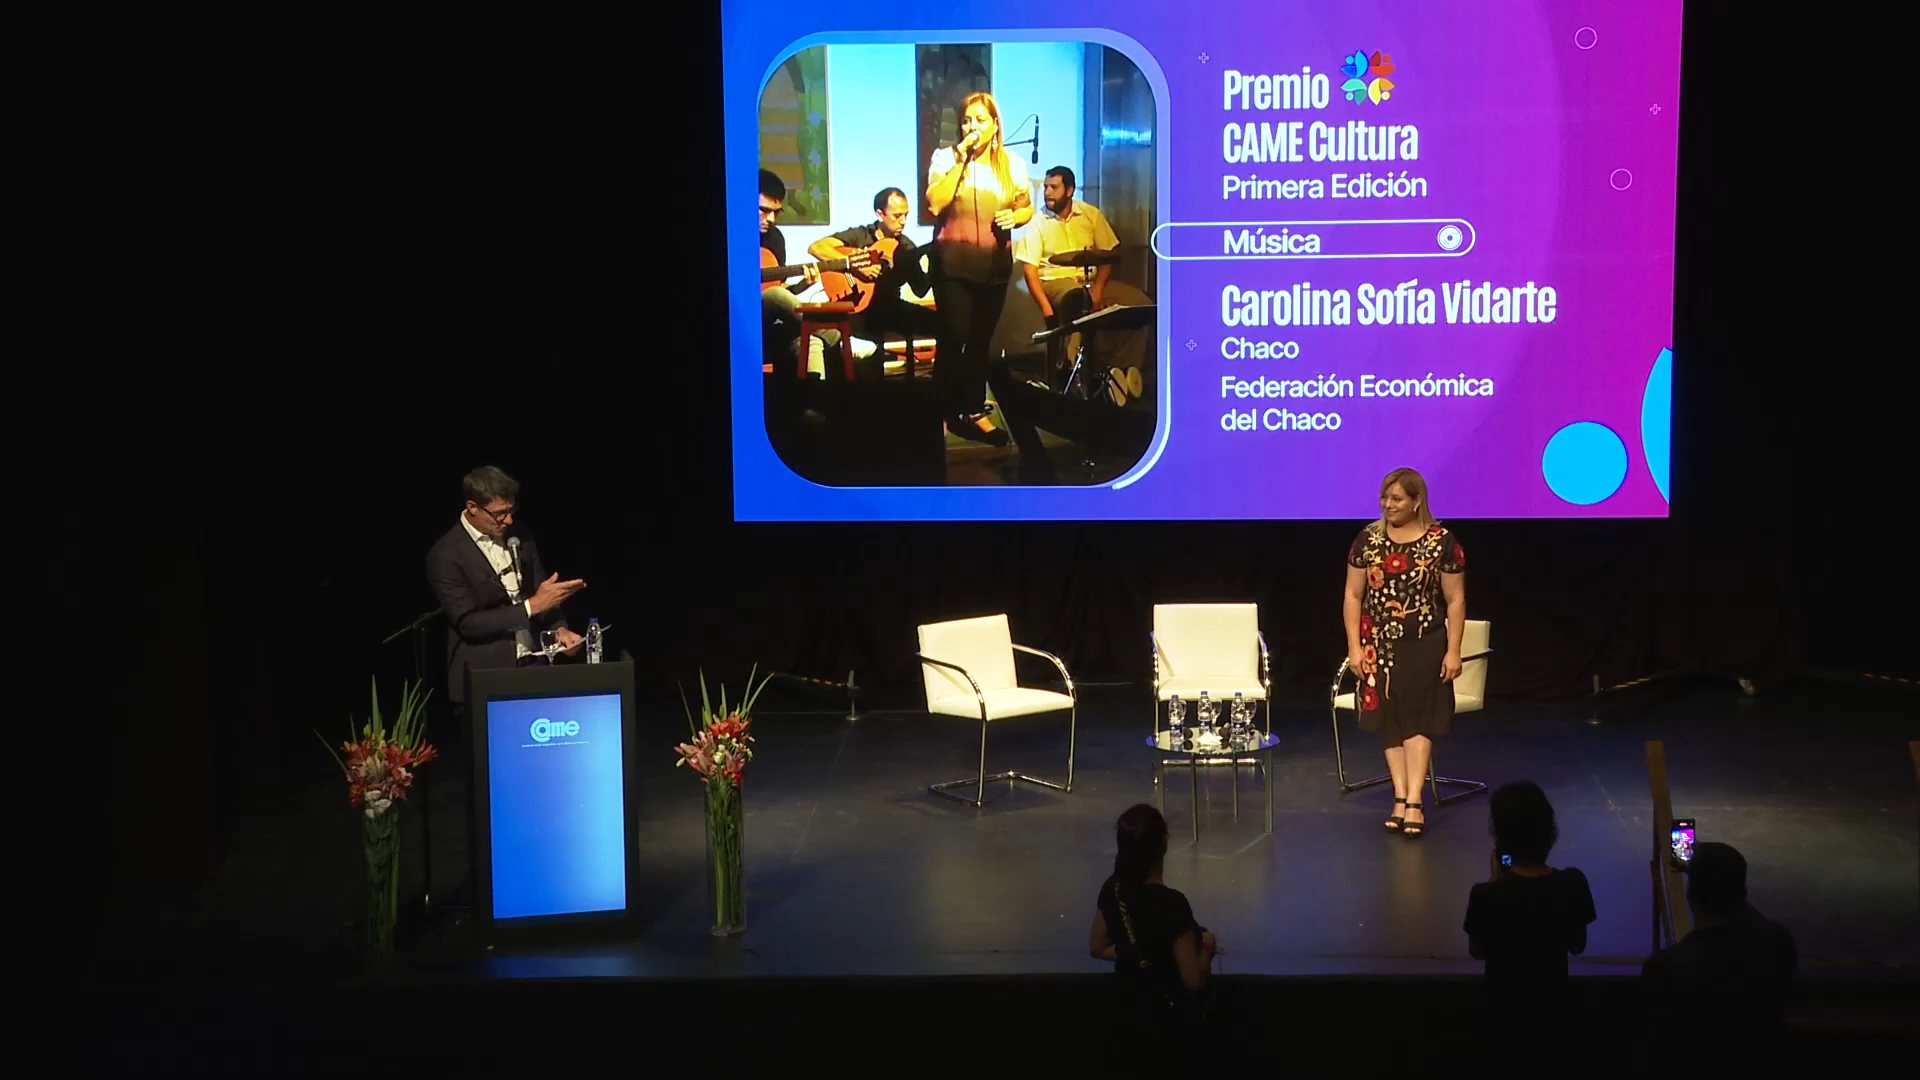 Premio
CAME Cultura
Primera Edición
Música
Carolina Sofía Vidarte
Chaco
Federación Económica
del Chaco
came